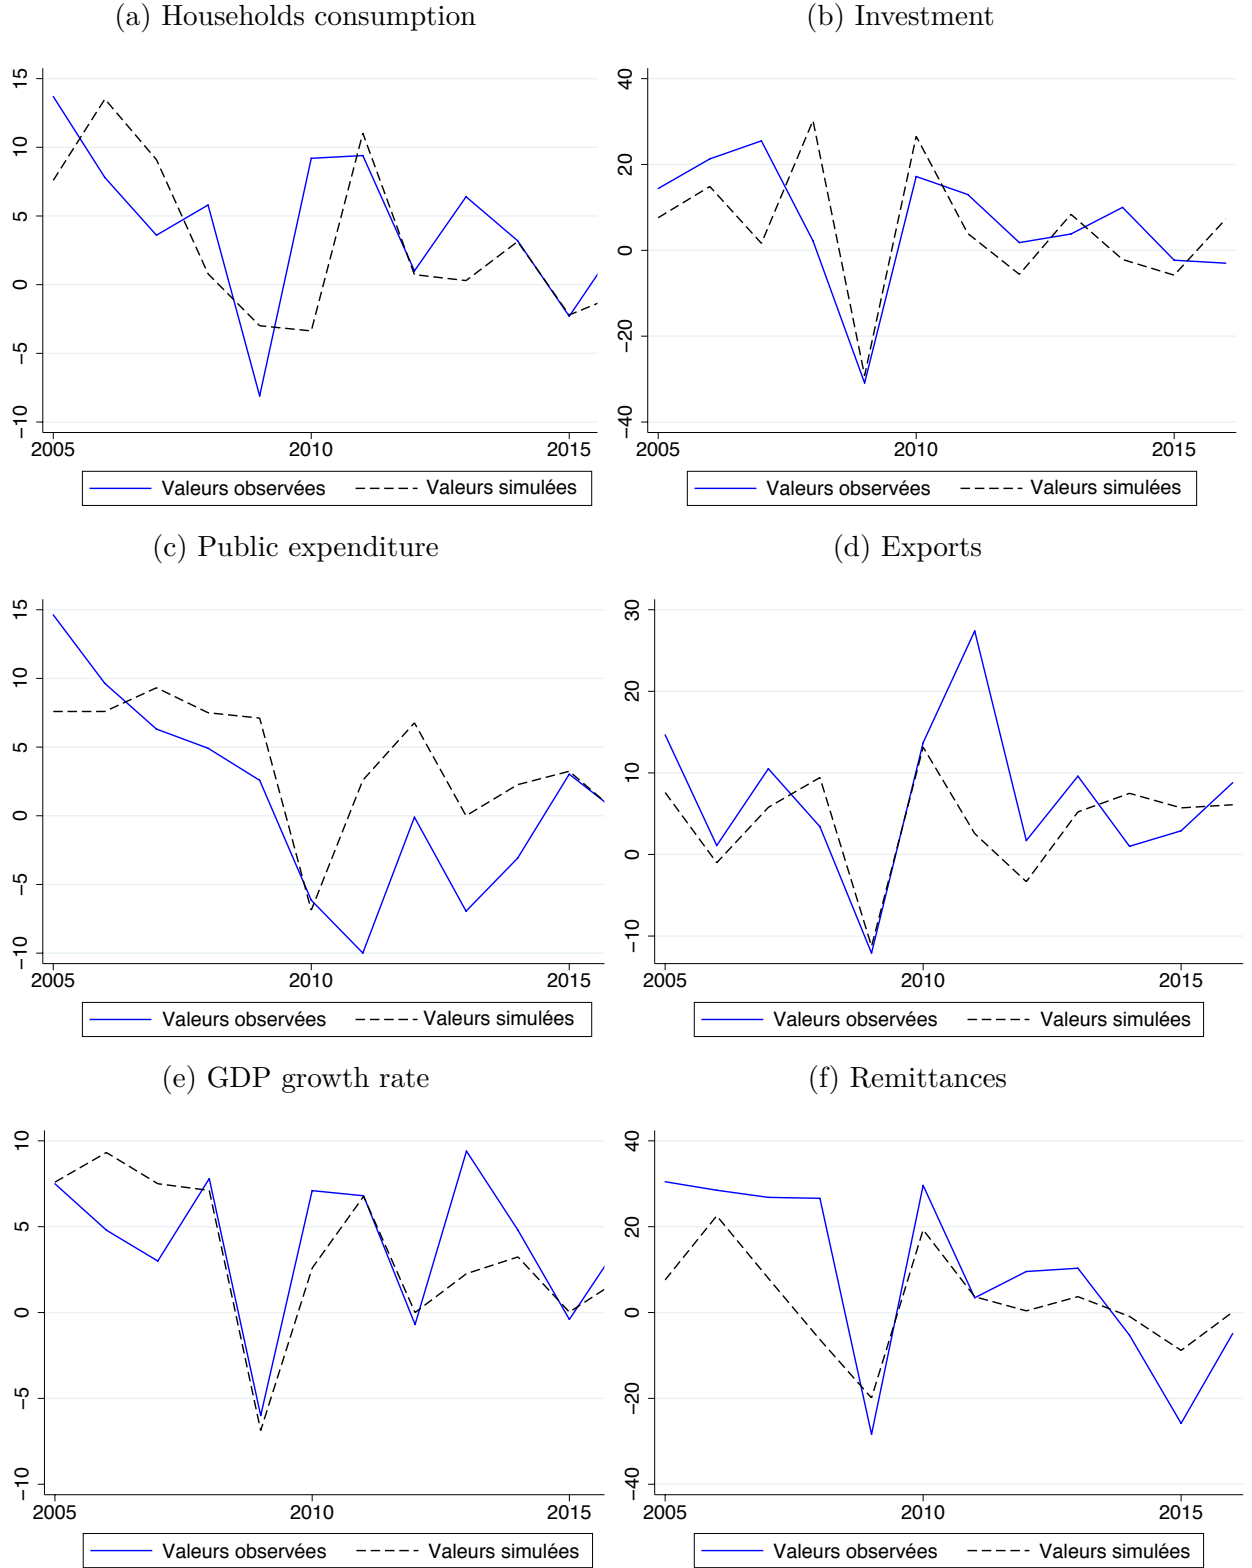 (a) Households consumption
15
10
5
0
−5
−10
2005 2010 2015
Valeurs observées Valeurs simulées
(b) Investment
40
20
0
−20
−40
2005 2010 2015
Valeurs observées Valeurs simulées
(c) Public expenditure
15
10
5
0
−5
−10
2005 2010 2015
Valeurs observées Valeurs simulées
(d) Exports
30
20
10
0
−10
2005 2010 2015
Valeurs observées Valeurs simulées
(e) GDP growth rate
10
5
0
−5
−10
2005 2010 2015
Valeurs observées Valeurs simulées
(f) Remittances
40
20
0
−20
−40
2005 2010 2015
Valeurs observées Valeurs simulées